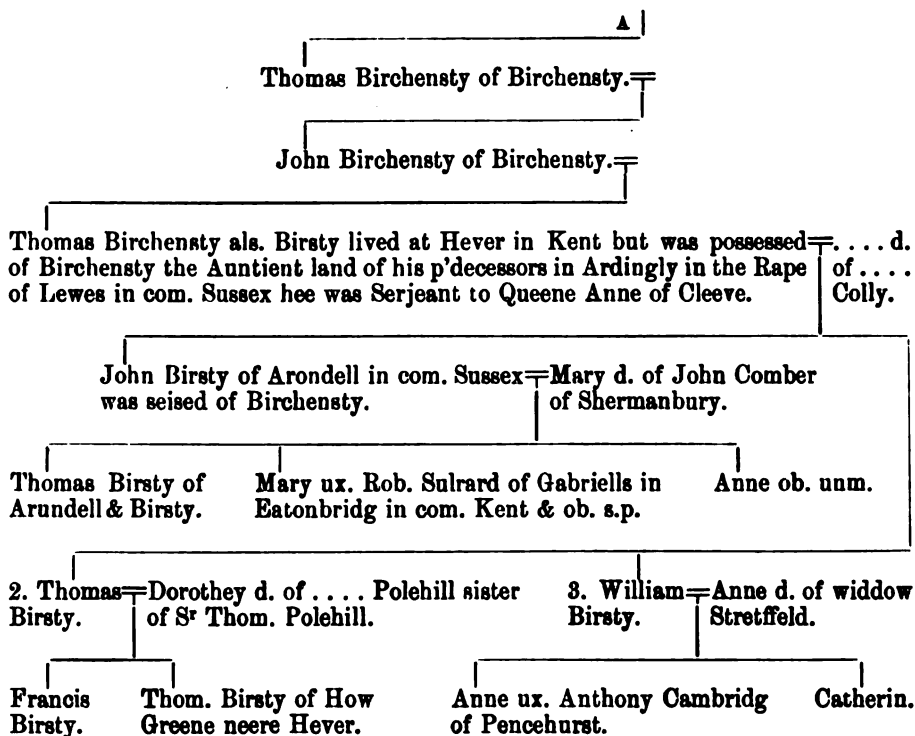 A
Thomas Birchensty of Birchensty.
John Birchensty of Birchensty.
Thomas Birchensty als. Birsty lived at Hever in Kent but was possessed
of Birchensty the Auntient land of his p'decessors in Ardingly in the Rape
of Lewes in com. Sussex hee was Serjeant to Queene Anne of Cleeve.
. . . . d.
of . . . .
Colly.
John Birsty of Arondell in com. Sussex
was seised of Birchensty.
Mary d. of John Comber
of Shermanbury.
Thomas Birsty of
Arundell & Birsty.
Mary ux. Rob. Sulrard of Gabriells in
Eatonbridg in com. Kent & ob. s.p.
Anne ob. unm.
2. Thomas
Birsty.
Dorothey d. of . . . . Polehill sister
of Sr Thom. Polehill.
3. William
Birsty.
Anne d. of widdow
Stretffeld.
Francis
Birsty.
Thom. Birsty of How
Greene neere Hever.
Anne ux. Anthony Cambridg
of Pencehurst.
Catherin.